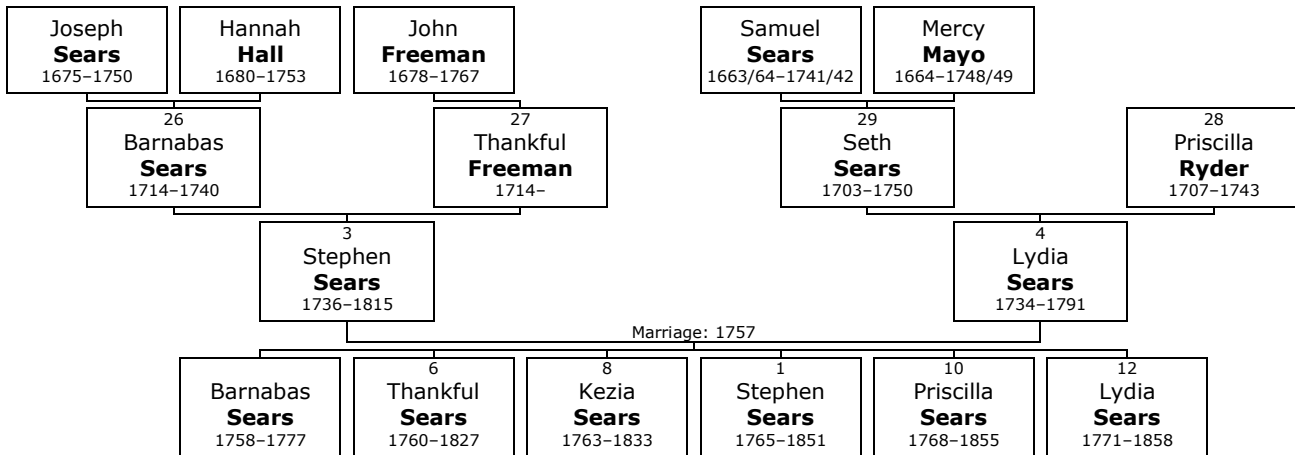 Joseph
Sears
1675–1750
Hannah
Hall
1680–1753
John
Freeman
1678–1767
Samuel
Sears
1663/64–1741/42
Mercy
Mayo
1664–1748/49
26
Barnabas
Sears
1714–1740
27
Thankful
Freeman
1714–
29
Seth
Sears
1703–1750
28
Priscilla
Ryder
1707–1743
3
Stephen
Sears
1736–1815
4
Lydia
Sears
1734–1791
Marriage: 1757
Barnabas
Sears
1758–1777
6
Thankful
Sears
1760–1827
8
Kezia
Sears
1763–1833
1
Stephen
Sears
1765–1851
10
Priscilla
Sears
1768–1855
12
Lydia
Sears
1771–1858